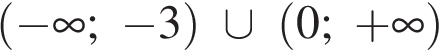 (−∞; −3) ∪ (0; +∞)